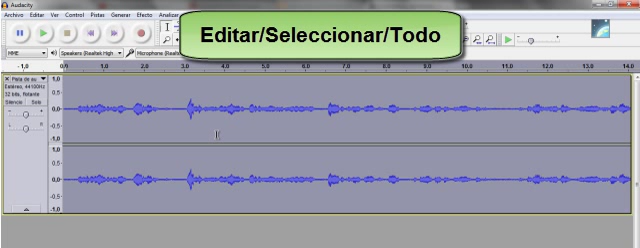 Audacity
Archivo Editar Ver Control Pistas Generar Efecto Analizar
Editar/Seleccionar/Todo
MME Speakers (Realtek High Microphone (Realtek
- 1,0 0,0 1,0 2,0 3,0 4,0 5,0 6,0 7,0 8,0 9,0 10,0 11,0 12,0 13,0 14,0
X Pista de au
Estéreo, 44100Hz
32 bits, flotante
Silencio Solo
- +
L R
1,0
0,5
0,0
-0,5
-1,0
1,0
0,5
0,0
-0,5
-1,0